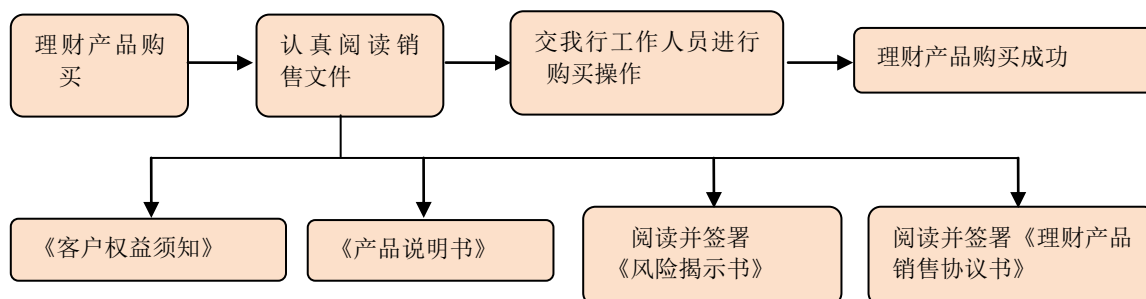 理财产品购
买
认真阅读销
售文件
交我行工作人员进行
购买操作
理财产品购买成功
《客户权益须知》
《产品说明书》
阅读并签署
《风险揭示书》
阅读并签署《理财产品
销售协议书》